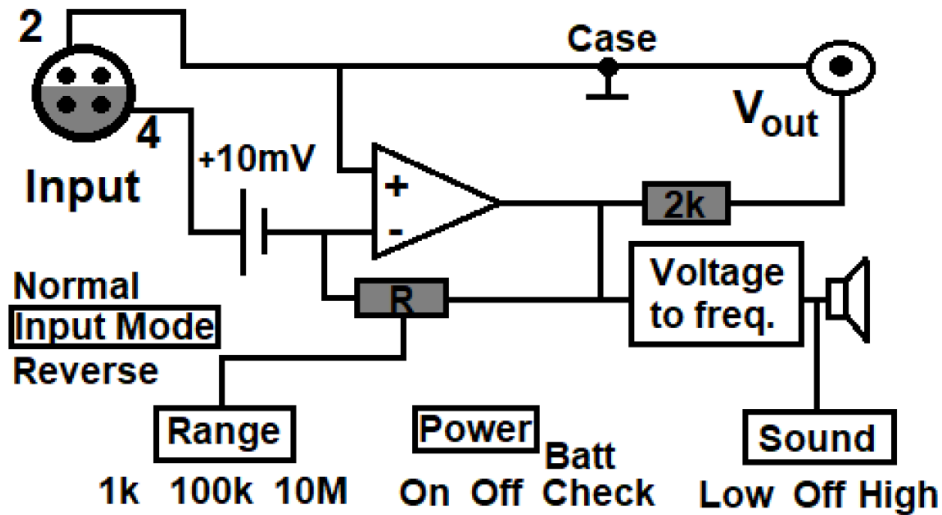 2
Case
4
Vout
+10mV
Input
+
-
2k
Voltage
to freq.
Normal
R
Input Mode
Reverse
Range
Power
Sound
Batt
1k 100k 10M
On Off Check
Low Off High